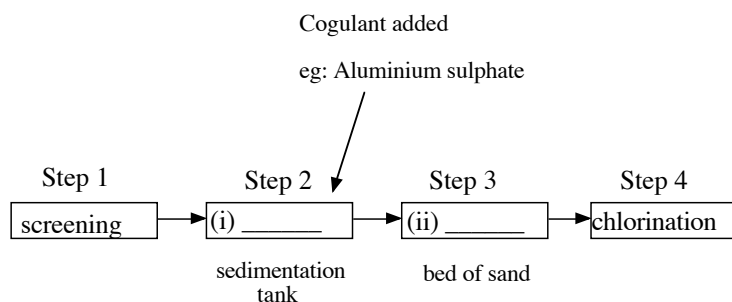 Cogulant added
eg: Aluminium sulphate
Step 1
Step 2
Step 3
Step 4
screening
(i) ______
(ii) ______
chlorination
sedimentation
tank
bed of sand